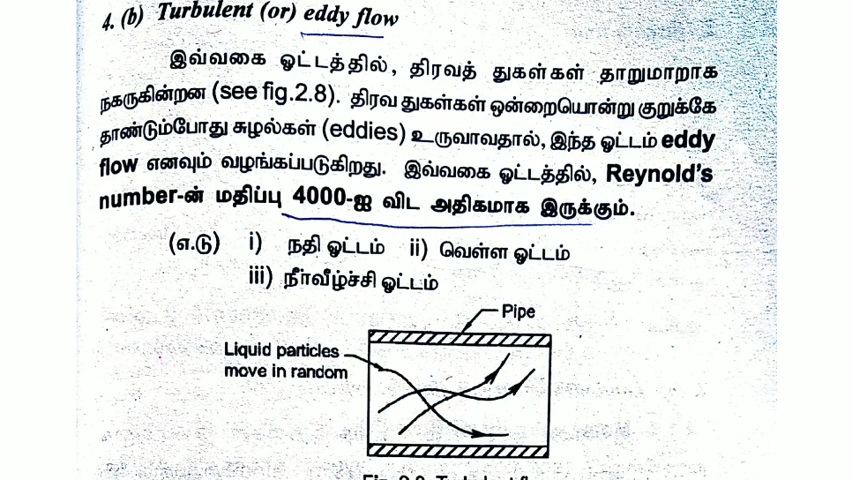 4. (b) Turbulent (or) eddy flow
இவ்வகை ஓட்டத்தில், திரவத் துகள்கள் தாறுமாறாக
நகருகின்றன (see fig.2.8). திரவ துகள்கள் ஒன்றையொன்று குறுக்கே
தாண்டும்போது சுழல்கள் (eddies) உருவாவதால், இந்த ஓட்டம் eddy
flow எனவும் வழங்கப்படுகிறது. இவ்வகை ஓட்டத்தில், Reynold's
number-ன் மதிப்பு 4000-ஐ விட அதிகமாக இருக்கும்.
(எ.டு) i) நதி ஓட்டம் ii) வெள்ள ஓட்டம்
iii) நீர்வீழ்ச்சி ஓட்டம்
Pipe
Liquid particles
move in random